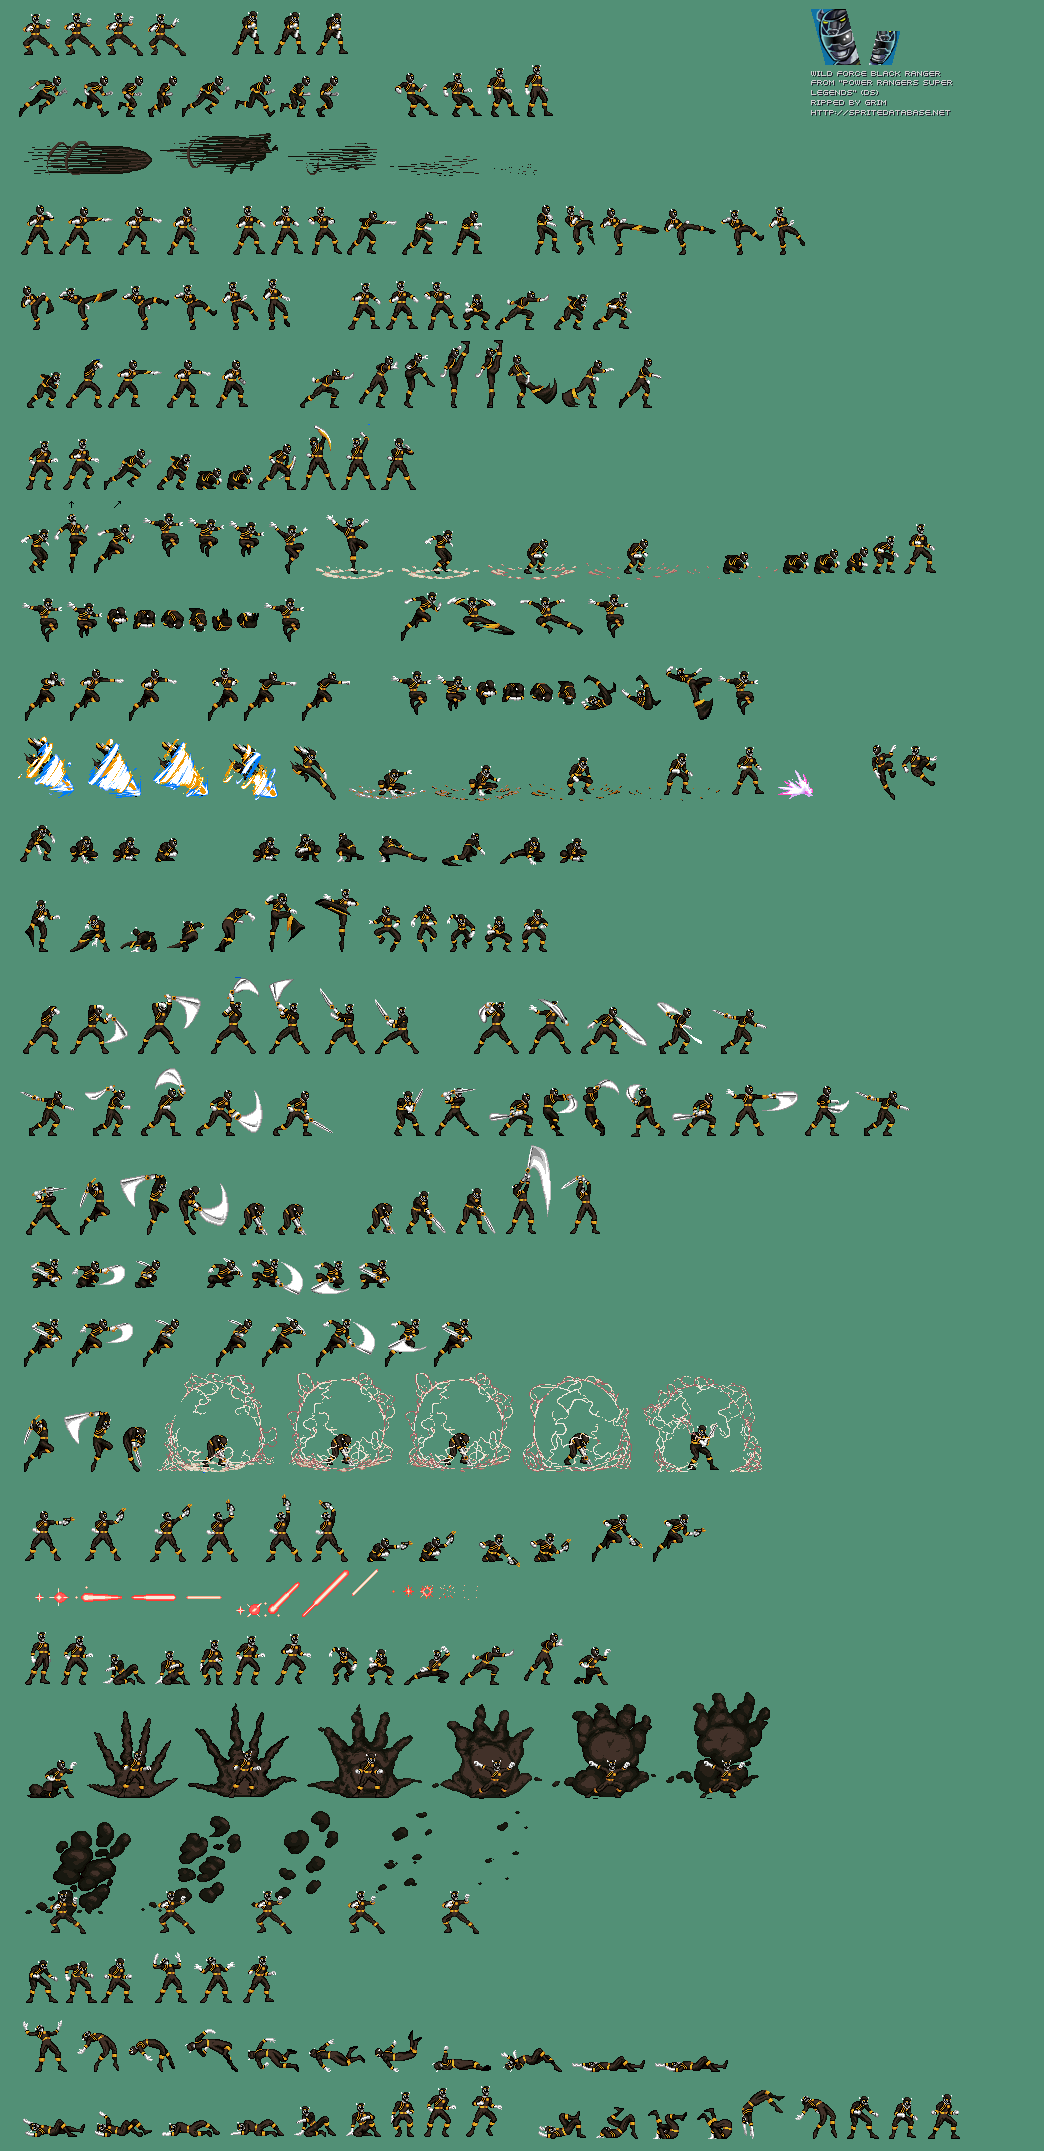 WILD FORCE BLACK RANGER
FROM "POWER RANGERS SUPER
LEGENDS" (DS)
RIPPED BY GRIM
HTTP://SPRITEDATABASE.NET